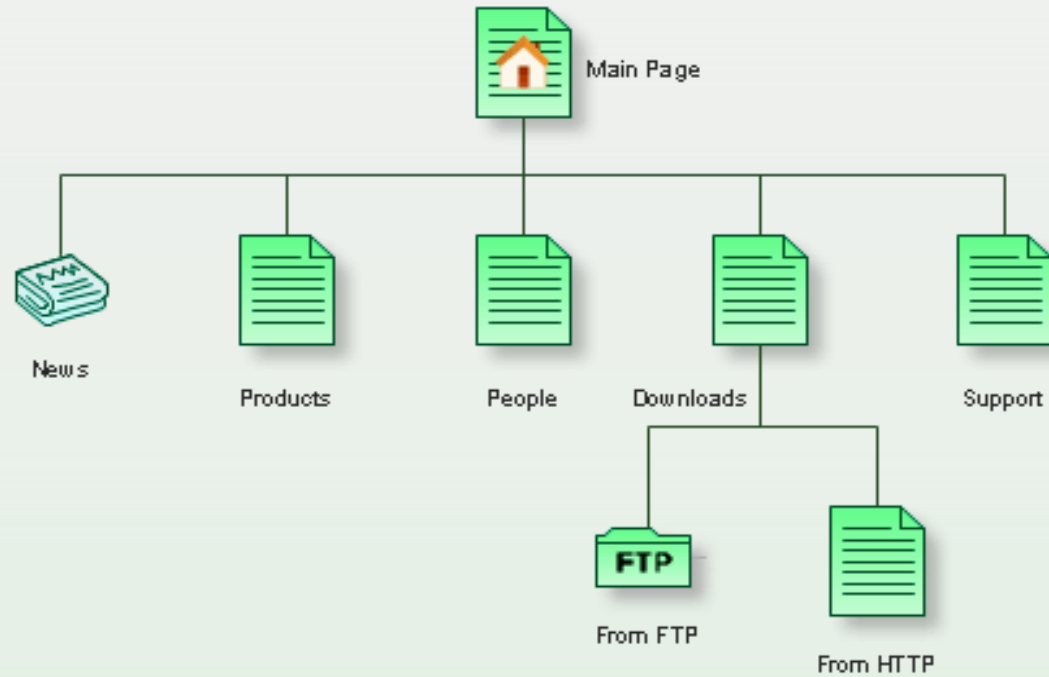 Main Page
News
Products
People
Downloads
Support
FTP
From FTP
From HTTP